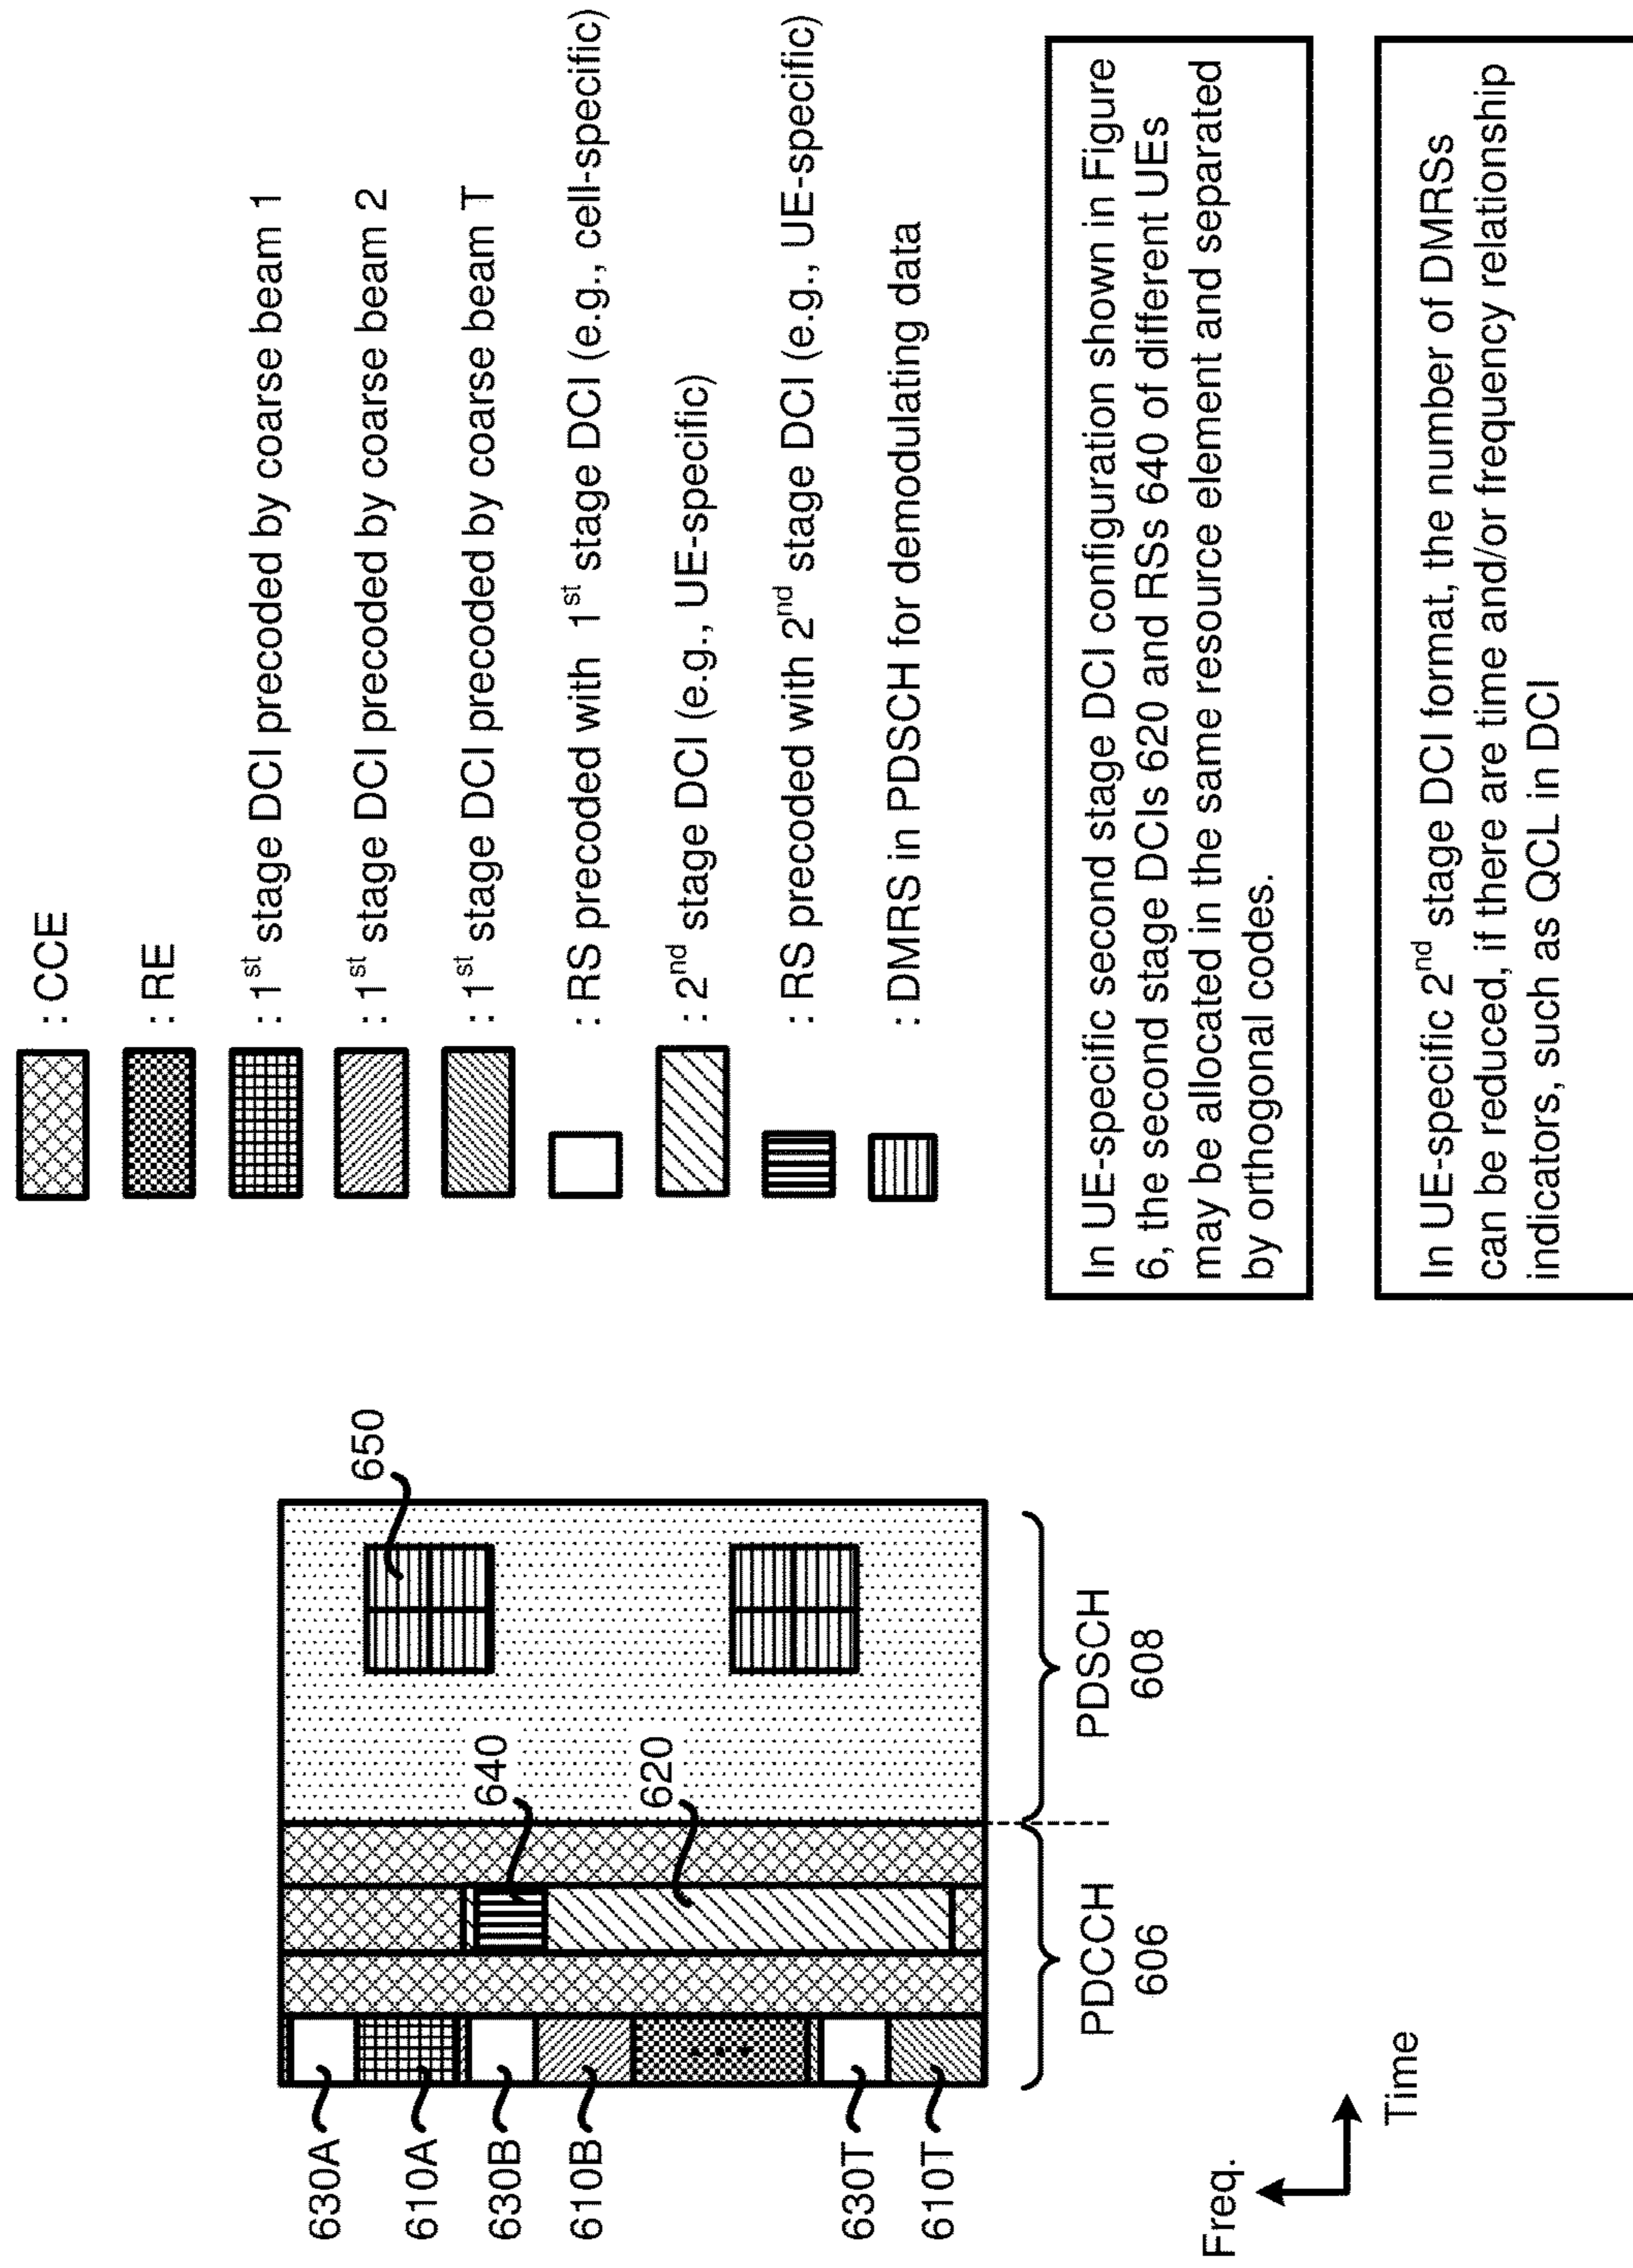 630A
610A
630B
610B
630T
610T
640
620
650
PDCCH
606
PDSCH
608
Freq.
Time
: CCE
: RE
: 1st stage DCI precoded by coarse beam 1
: 1st stage DCI precoded by coarse beam 2
: 1st stage DCI precoded by coarse beam T
: RS precoded with 1st stage DCI (e.g., cell-specific)
: 2nd stage DCI (e.g., UE-specific)
: RS precoded with 2nd stage DCI (e.g., UE-specific)
: DMRS in PDSCH for demodulating data
In UE-specific second stage DCI configuration shown in Figure
6, the second stage DCIs 620 and RSs 640 of different UEs
may be allocated in the same resource element and separated
by orthogonal codes.
In UE-specific 2nd stage DCI format, the number of DMRSs
can be reduced, if there are time and/or frequency relationship
indicators, such as QCL in DCI